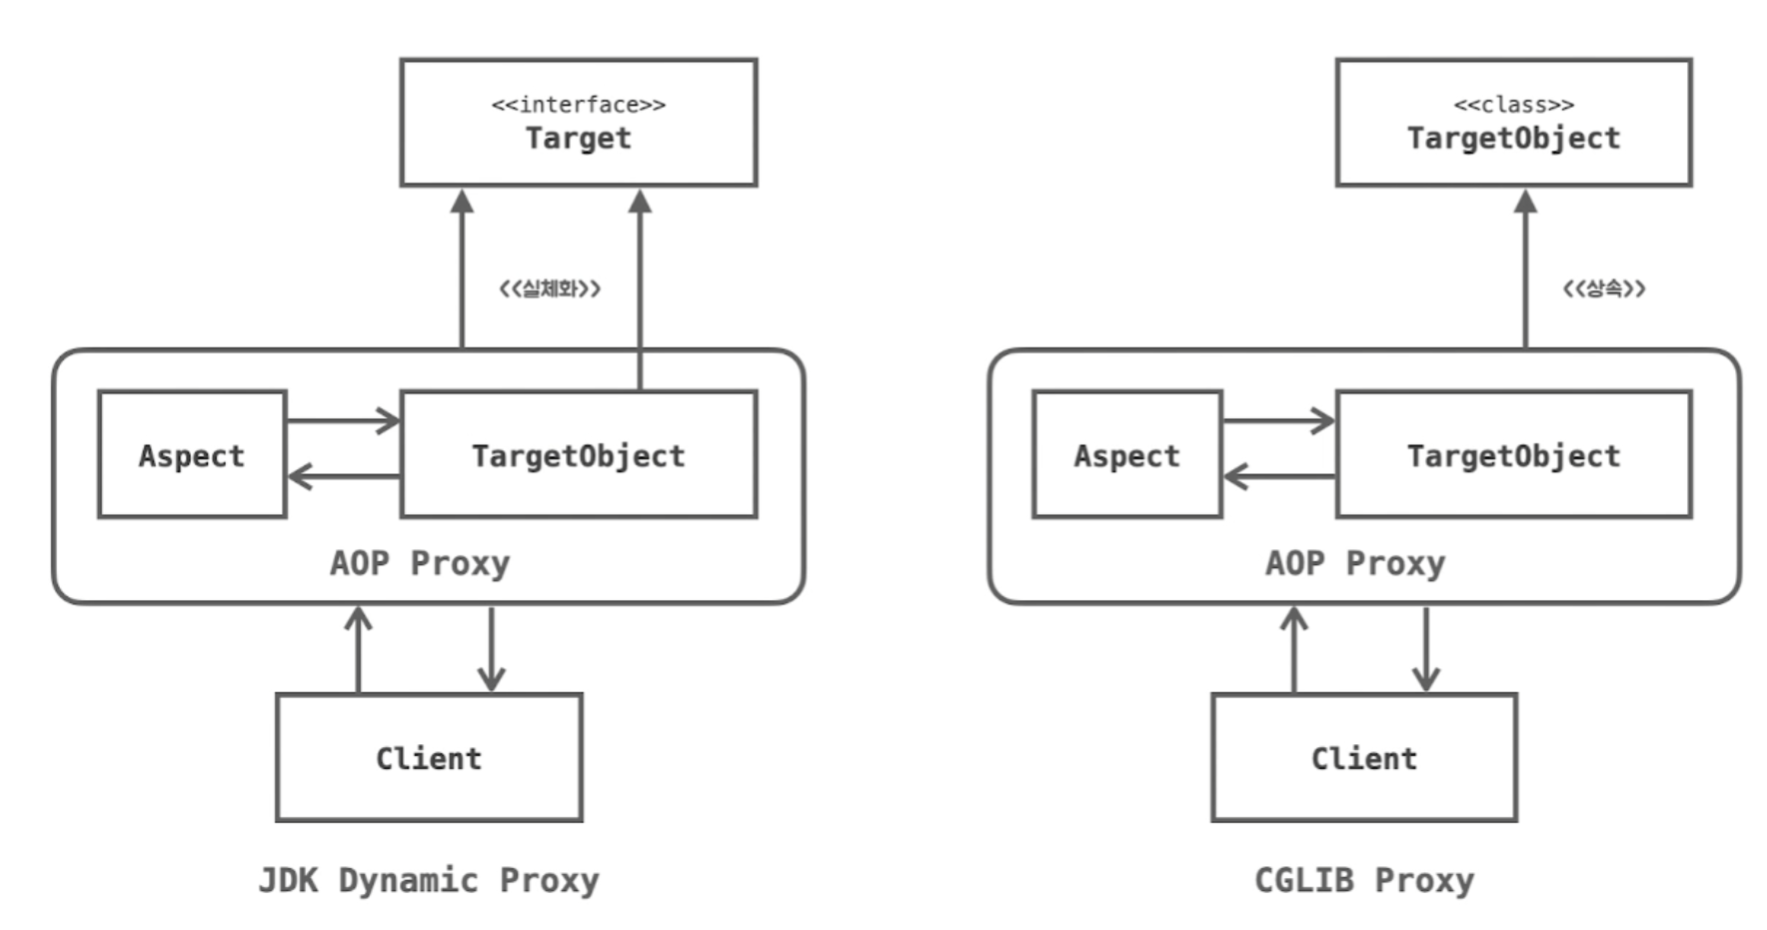 <<interface>>
Target
<<실체화>>
Aspect
TargetObject
AOP Proxy
Client
JDK Dynamic Proxy
<<class>>
TargetObject
<<상속>>
Aspect
TargetObject
AOP Proxy
Client
CGLIB Proxy